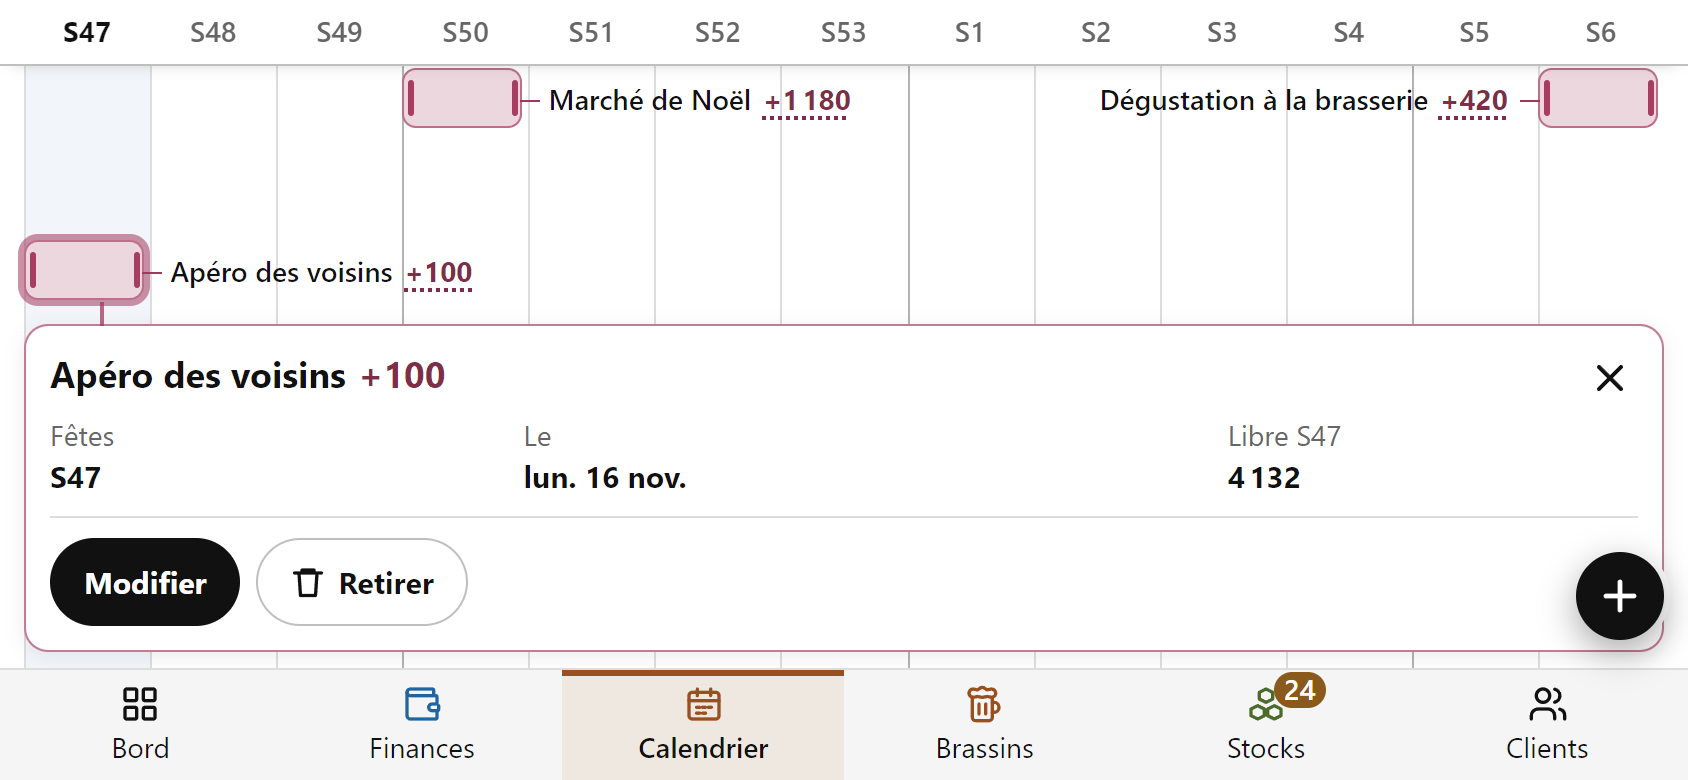 S47 S48 S49 S50 S51 S52 S53 S1 S2 S3 S4 S5 S6
Marché de Noël +1 180
Dégustation à la brasserie +420
Apéro des voisins +100
Apéro des voisins +100
Fêtes Le Libre S47
S47 lun. 16 nov. 4 132
Modifier Retirer
24
Bord Finances Calendrier Brassins Stocks Clients